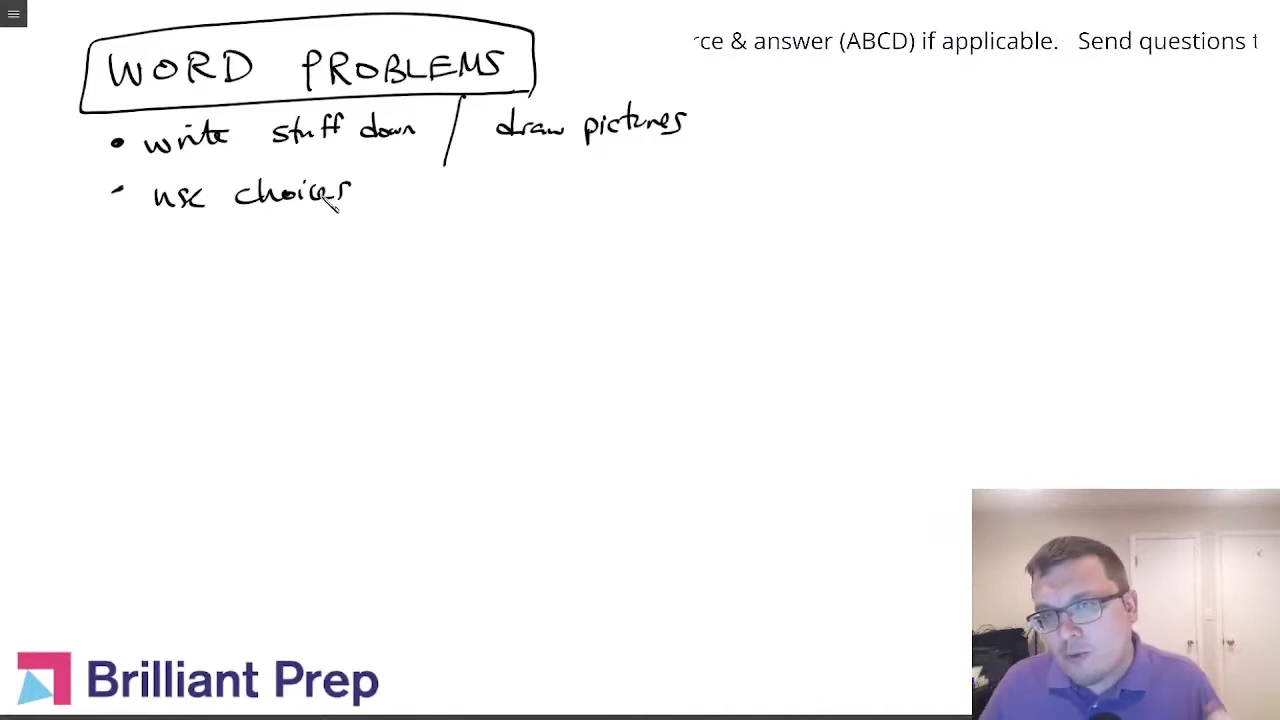 rce & answer (ABCD) if applicable. Send questions t
WORD PROBLEMS
• write stuff down / draw pictures
• use choices
Brilliant Prep